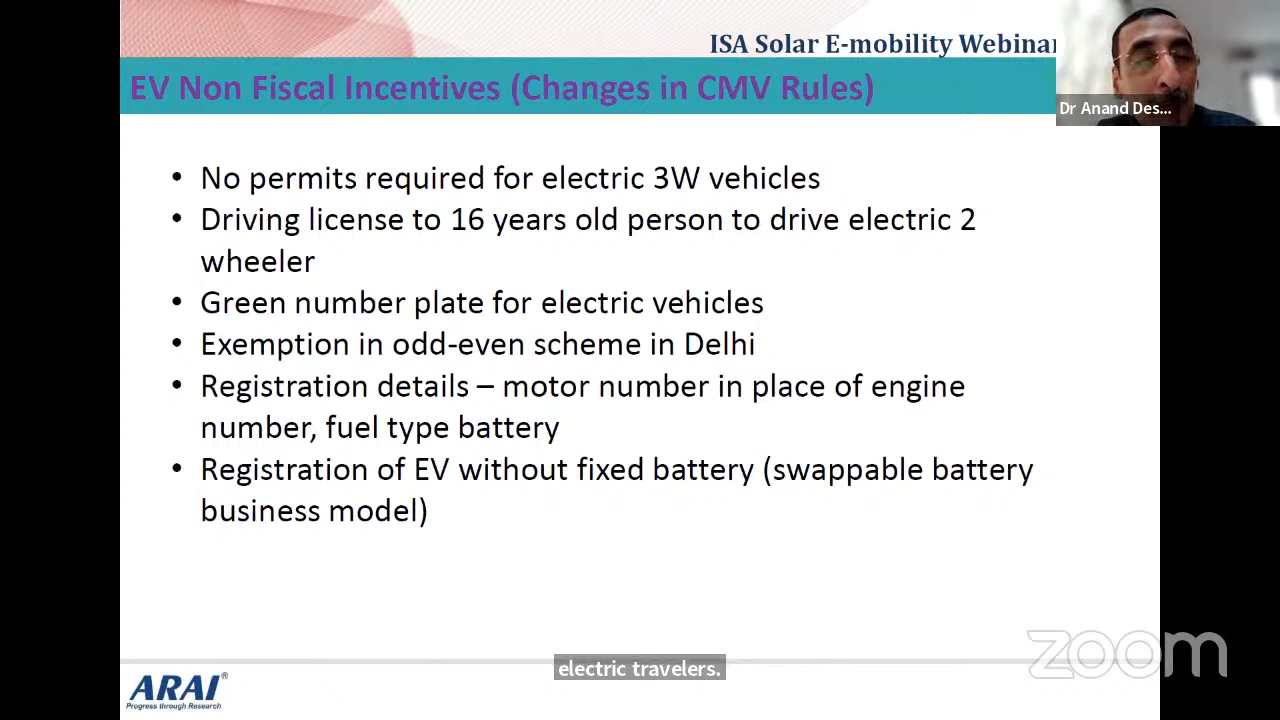 ISA Solar E-mobility Webinar
EV Non Fiscal Incentives (Changes in CMV Rules)
Dr Anand Des...
• No permits required for electric 3W vehicles
• Driving license to 16 years old person to drive electric 2
wheeler
• Green number plate for electric vehicles
• Exemption in odd-even scheme in Delhi
• Registration details – motor number in place of engine
number, fuel type battery
• Registration of EV without fixed battery (swappable battery
business model)
zoom
electric travelers.
ARAI®
Progress through Research